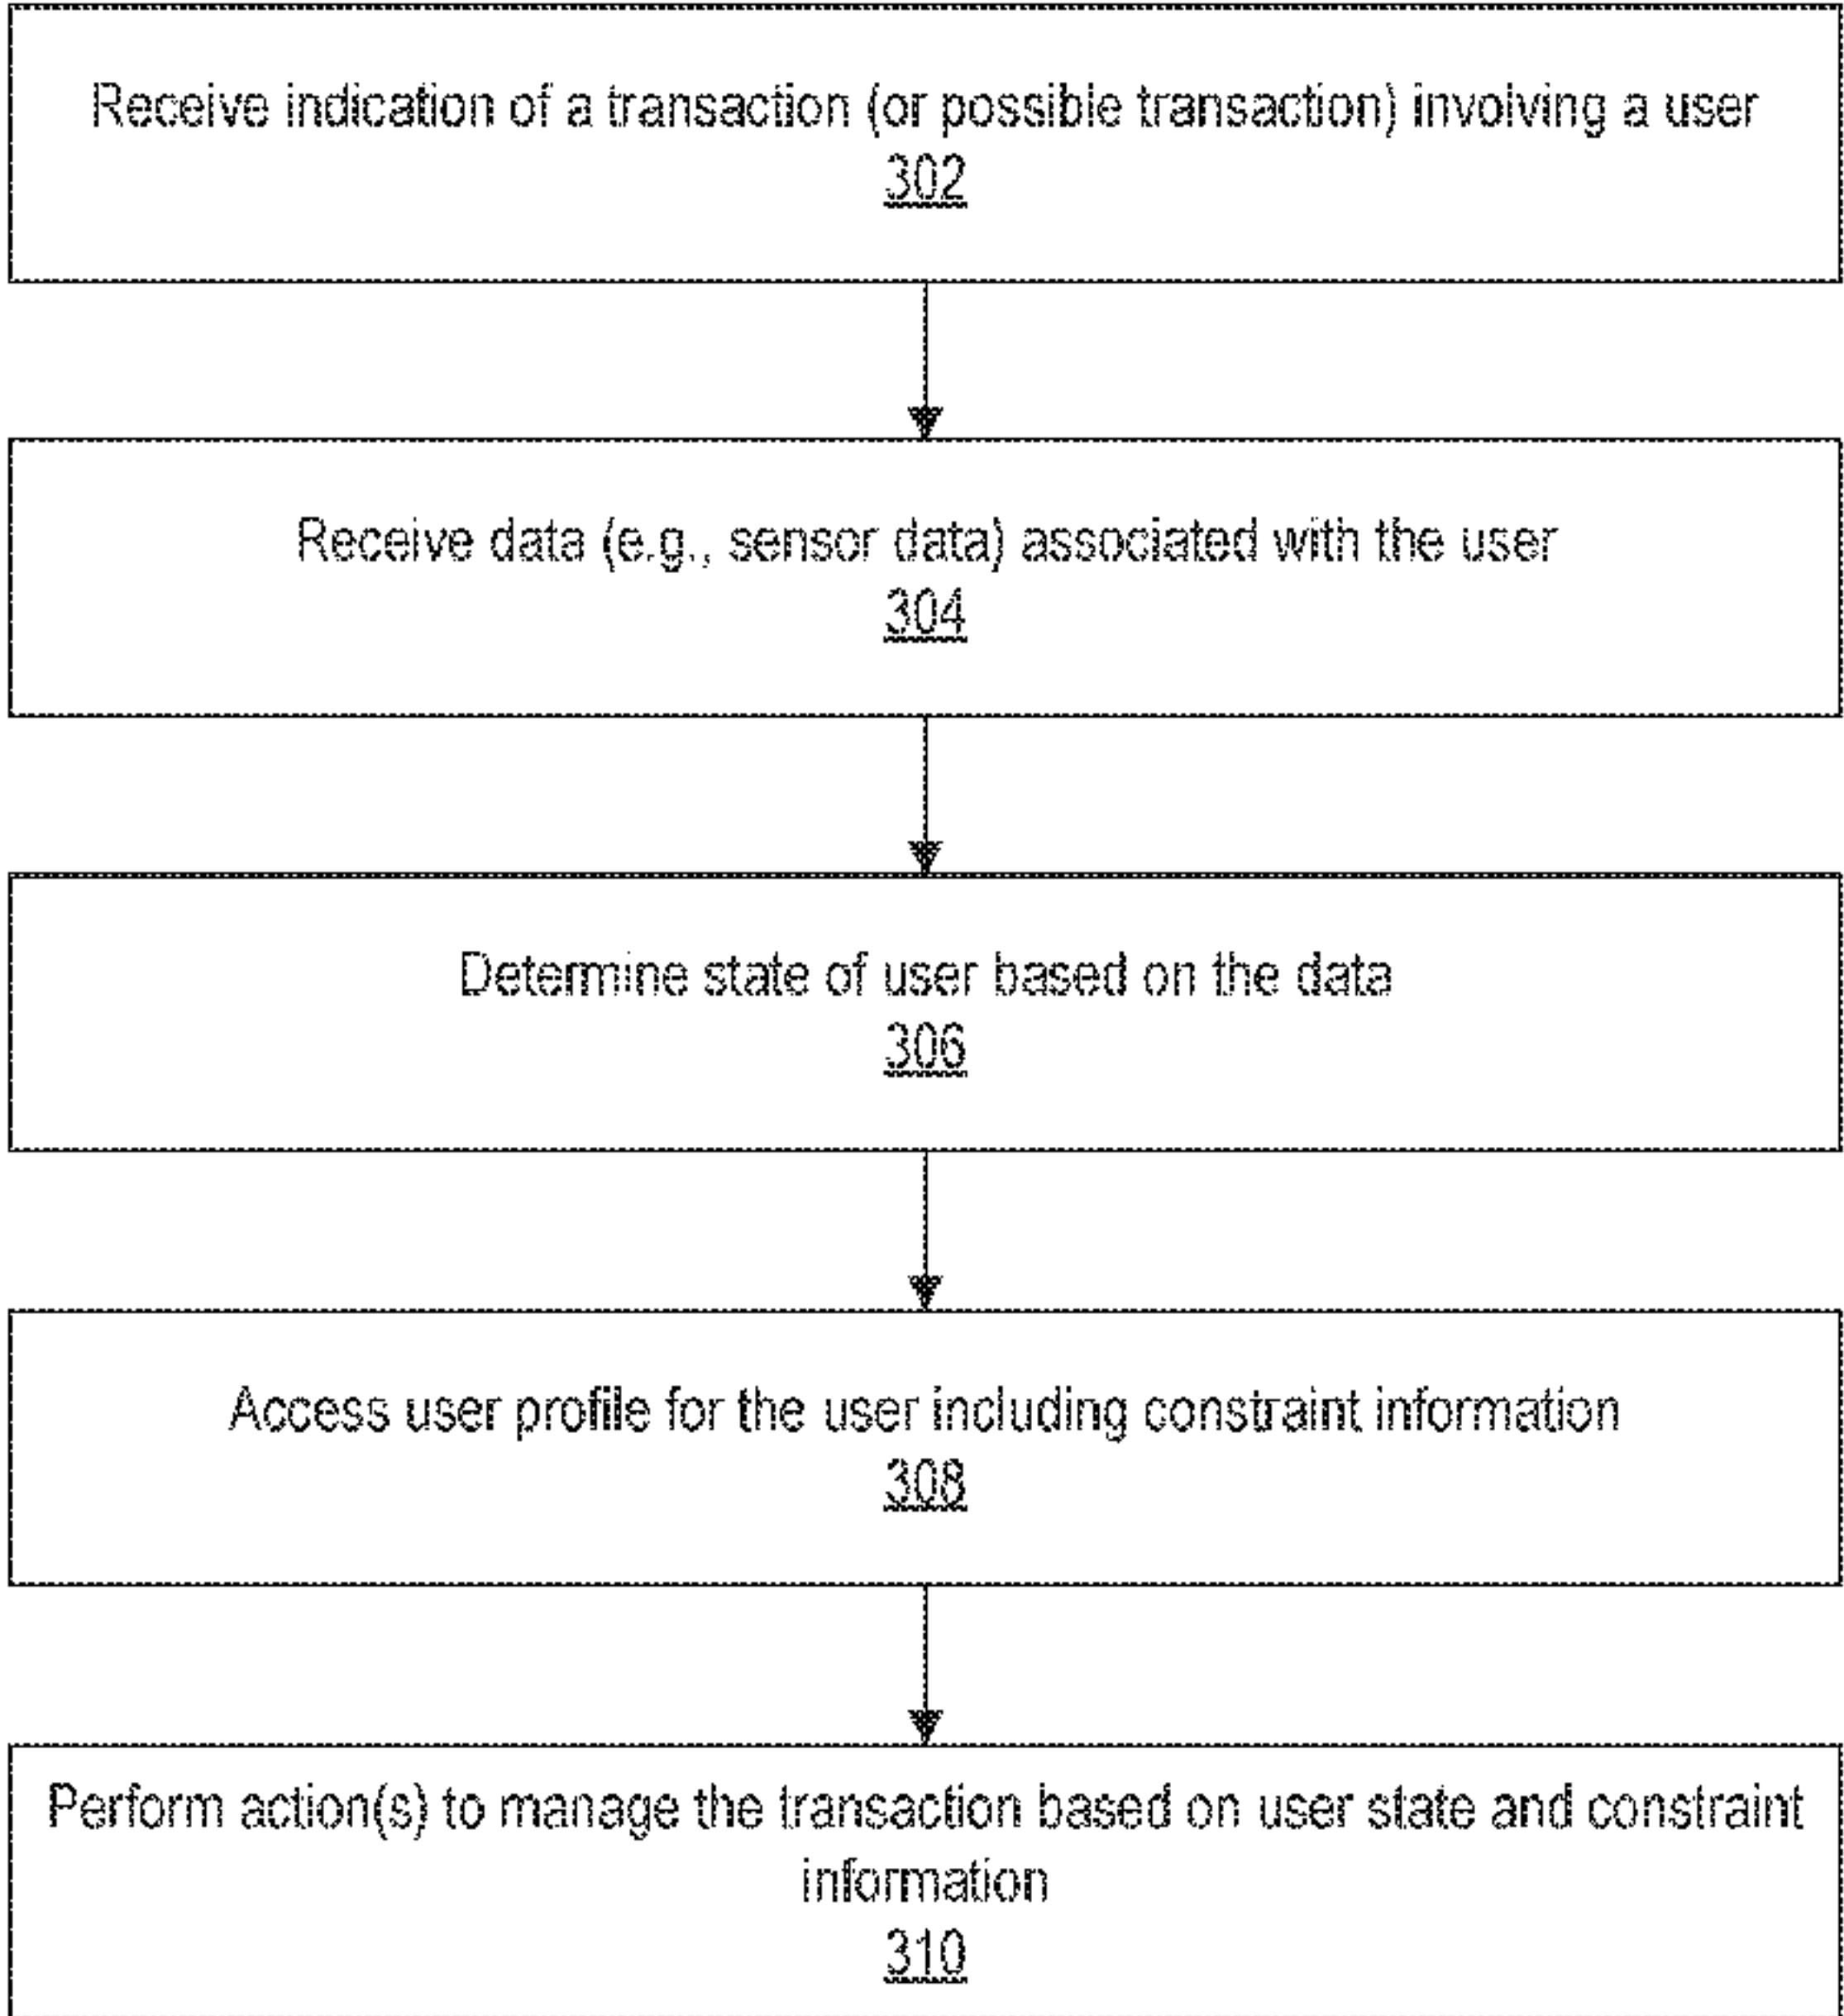 Receive indication of a transaction (or possible transaction) involving a user
302
Receive data (e.g., sensor data) associated with the user
304
Determine state of user based on the data
306
Access user profile for the user including constraint information
308
Perform action(s) to manage the transaction based on user state and constraint
information
310